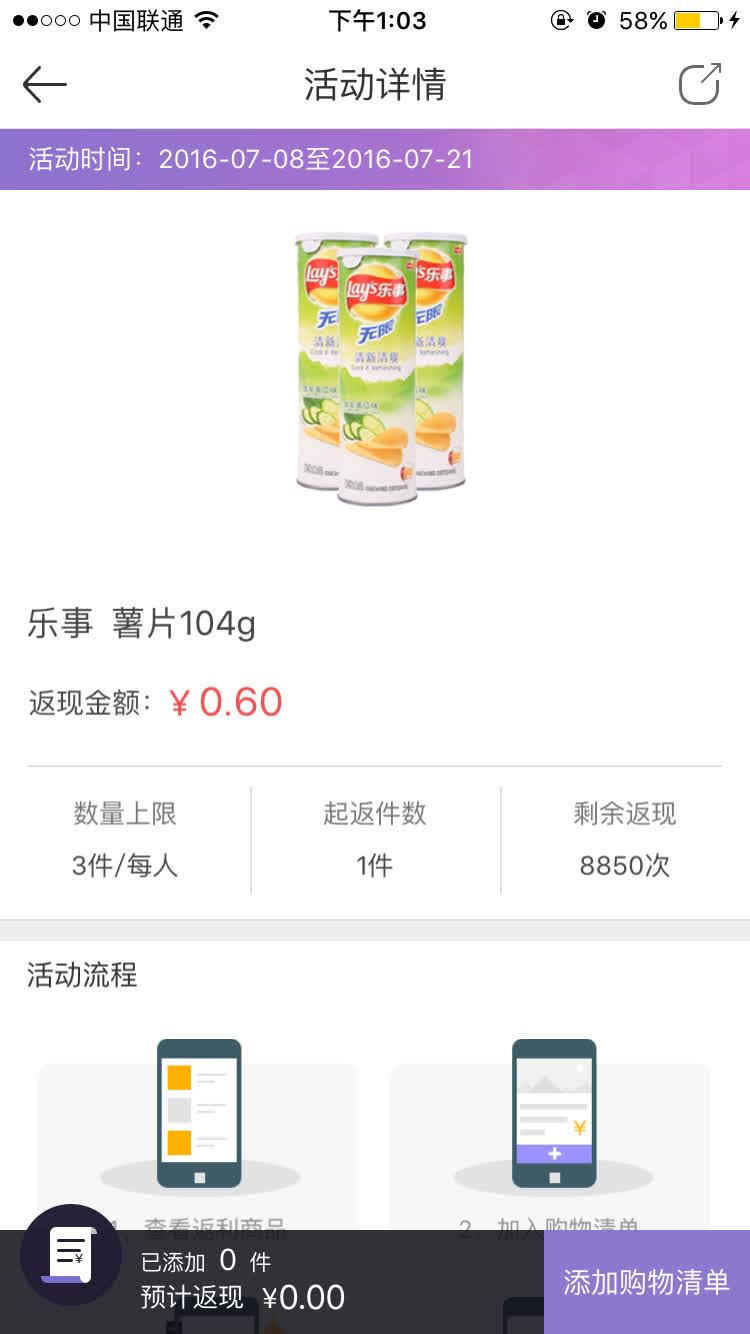 中国联通
下午1:03
58%
活动详情
活动时间：2016-07-08至2016-07-21
Lay's乐事
无限
清新清爽
Cool & Refreshing
乐事 薯片104g
返现金额：¥ 0.60
数量上限
起返件数
剩余返现
3件/每人
1件
8850次
活动流程
¥
1、查看返利商品
2、加入购物清单
¥
已添加 0 件
预计返现 ¥0.00
添加购物清单